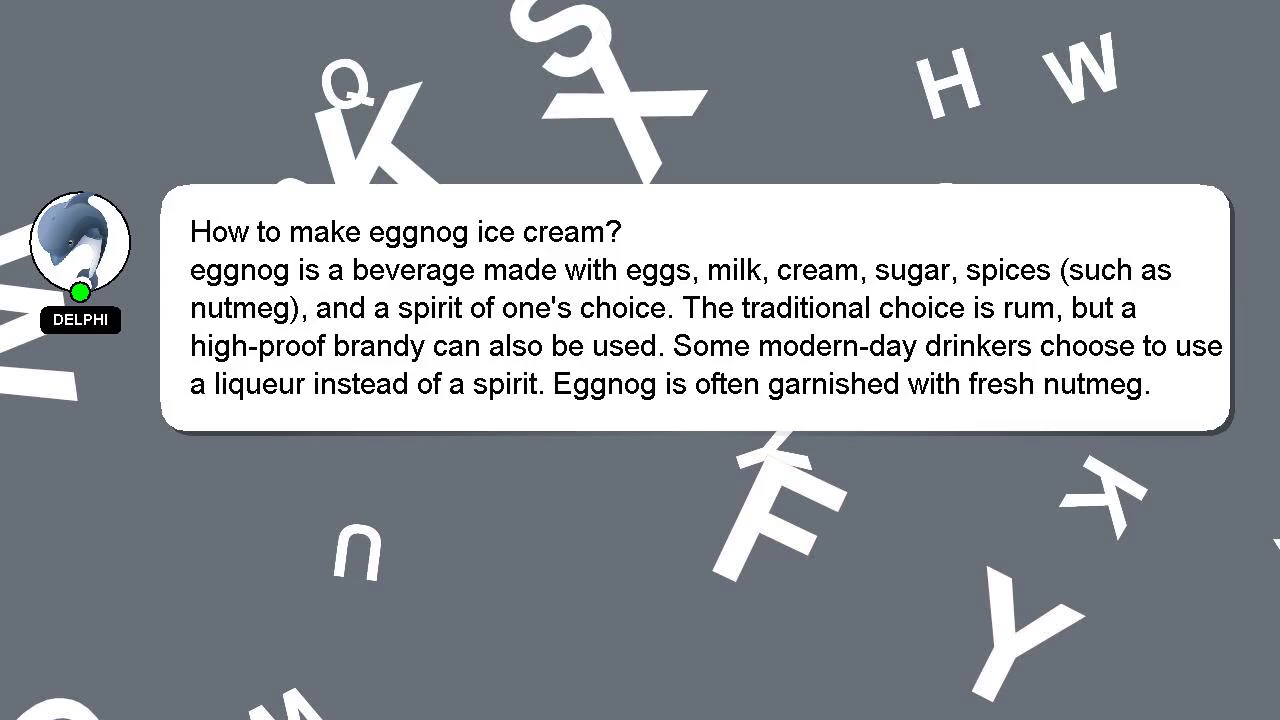 S
Q
X
H
W
K
How to make eggnog ice cream?
eggnog is a beverage made with eggs, milk, cream, sugar, spices (such as
nutmeg), and a spirit of one's choice. The traditional choice is rum, but a
high-proof brandy can also be used. Some modern-day drinkers choose to use
a liqueur instead of a spirit. Eggnog is often garnished with fresh nutmeg.
DELPHI
F
K
U
Y